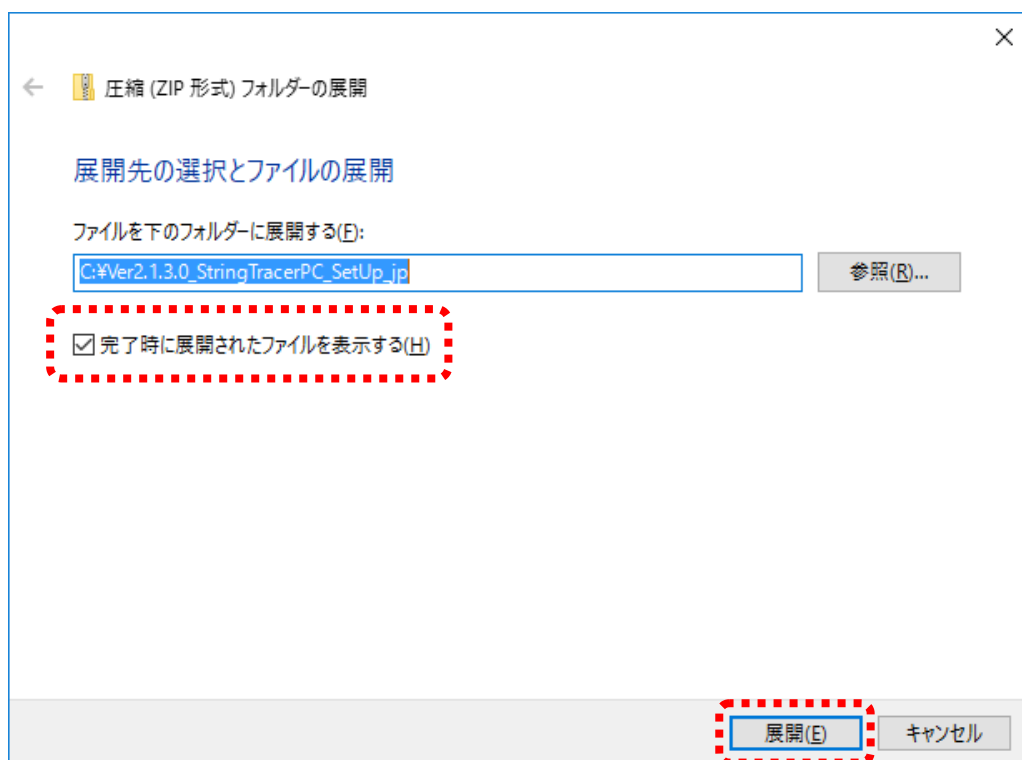 圧縮 (ZIP 形式) フォルダーの展開
展開先の選択とファイルの展開
ファイルを下のフォルダーに展開する(F):
C:¥Ver2.1.3.0_StringTracerPC_SetUp_jp
参照(R)...
完了時に展開されたファイルを表示する(H)
展開(E)
キャンセル